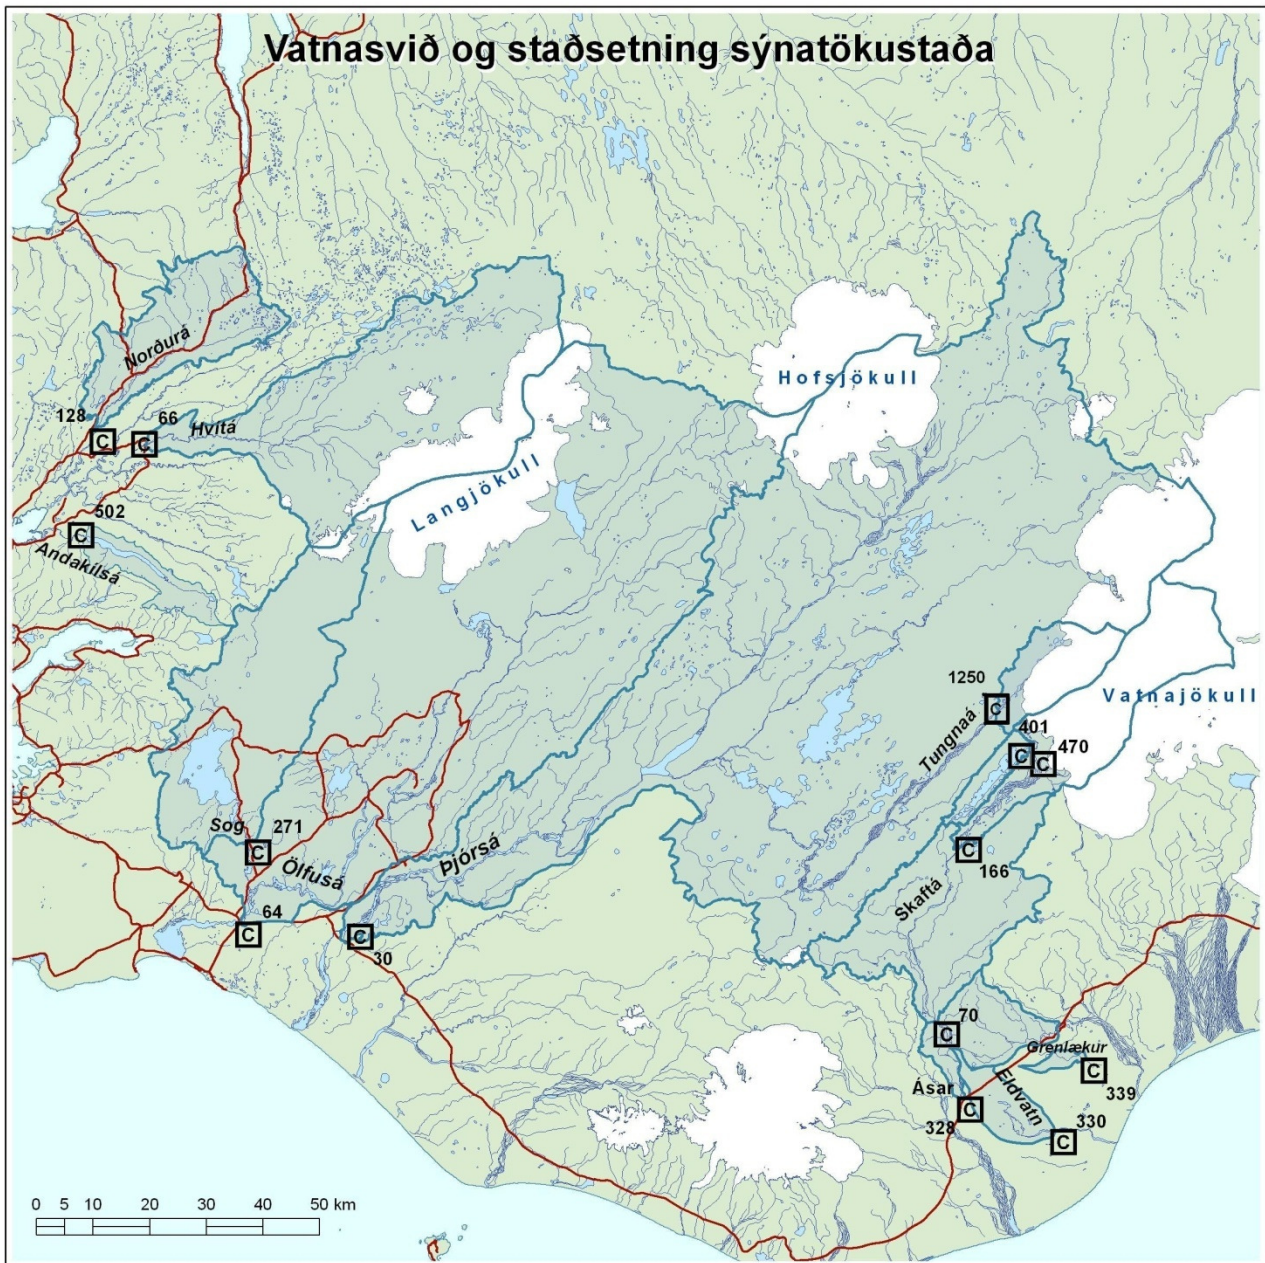 Vatnasvið og staðsetning sýnatökustaða
Norðurá
Hofsjökull
128
C
66
C
Hvítá
Langjökull
502
C
Andakílsá
1250
C
Vatnajökull
Tungnaá
401
C
470
C
Sog
271
C
Ölfusá
Þjórsá
166
C
Skaftá
64
C
30
C
70
C
Grenlækur
339
C
Ásar
328
C
Eldvatn
330
C
0 5 10 20 30 50 km